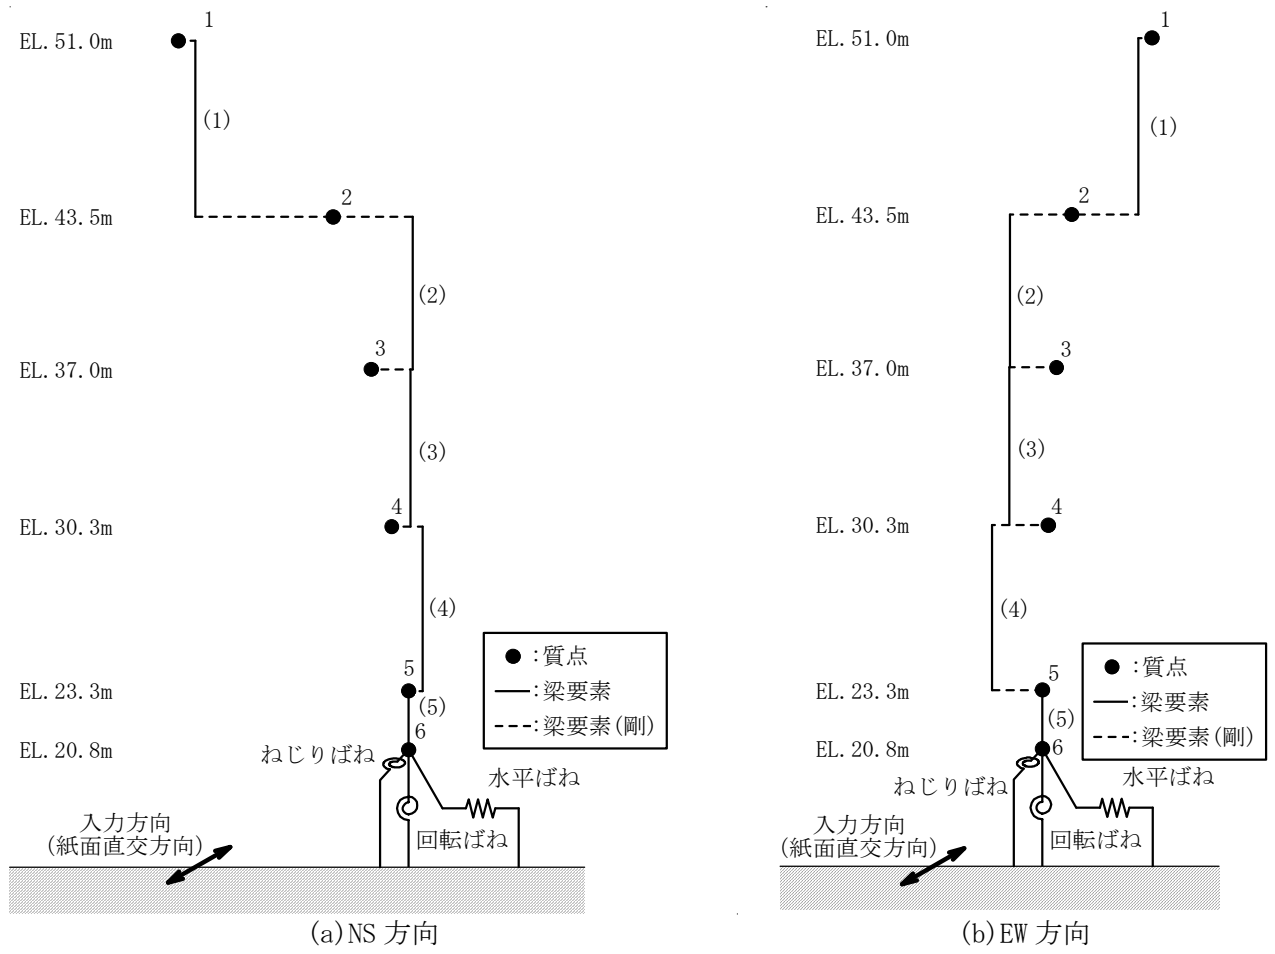 1
EL.51.0m
(1)
2
EL.43.5m
(2)
3
EL.37.0m
(3)
4
EL.30.3m
(4)
5
EL.23.3m
(5)
6
EL.20.8m
ねじりばね
水平ばね
回転ばね
入力方向
(紙面直交方向)
●:質点
:梁要素
:梁要素(剛)
(a)NS 方向
1
EL.51.0m
(1)
2
EL.43.5m
(2)
3
EL.37.0m
(3)
4
EL.30.3m
(4)
5
EL.23.3m
(5)
6
EL.20.8m
ねじりばね
水平ばね
回転ばね
入力方向
(紙面直交方向)
●:質点
:梁要素
:梁要素(剛)
(b)EW 方向